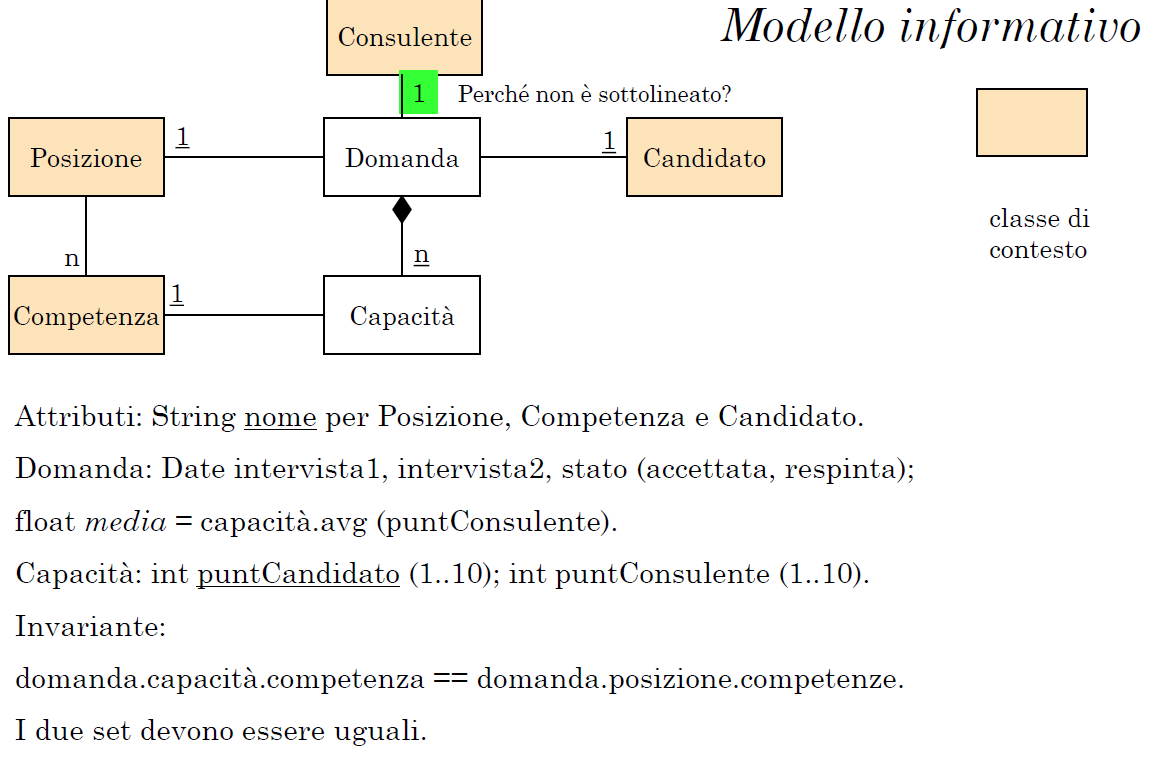 Modello informativo
Consulente
1 Perché non è sottolineato?
Posizione
1
Domanda
1
Candidato
classe di
contesto
n
n
Competenza
1
Capacità
Attributi: String nome per Posizione, Competenza e Candidato.
Domanda: Date intervista1, intervista2, stato (accettata, respinta);
float media = capacità.avg (puntConsulente).
Capacità: int puntCandidato (1..10); int puntConsulente (1..10).
Invariante:
domanda.capacità.competenza == domanda.posizione.competenze.
I due set devono essere uguali.